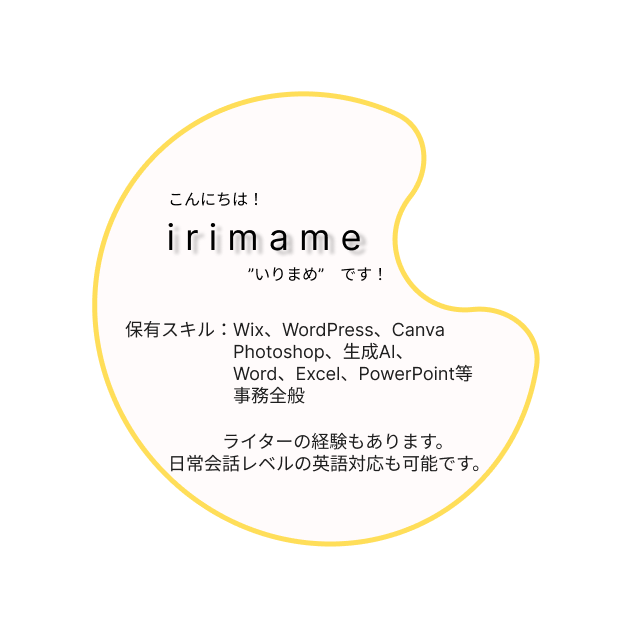 こんにちは！
irimame
”いりまめ”　です！
保有スキル：Wix、WordPress、Canva
Photoshop、生成AI、
Word、Excel、PowerPoint等
事務全般
ライターの経験もあります。
日常会話レベルの英語対応も可能です。